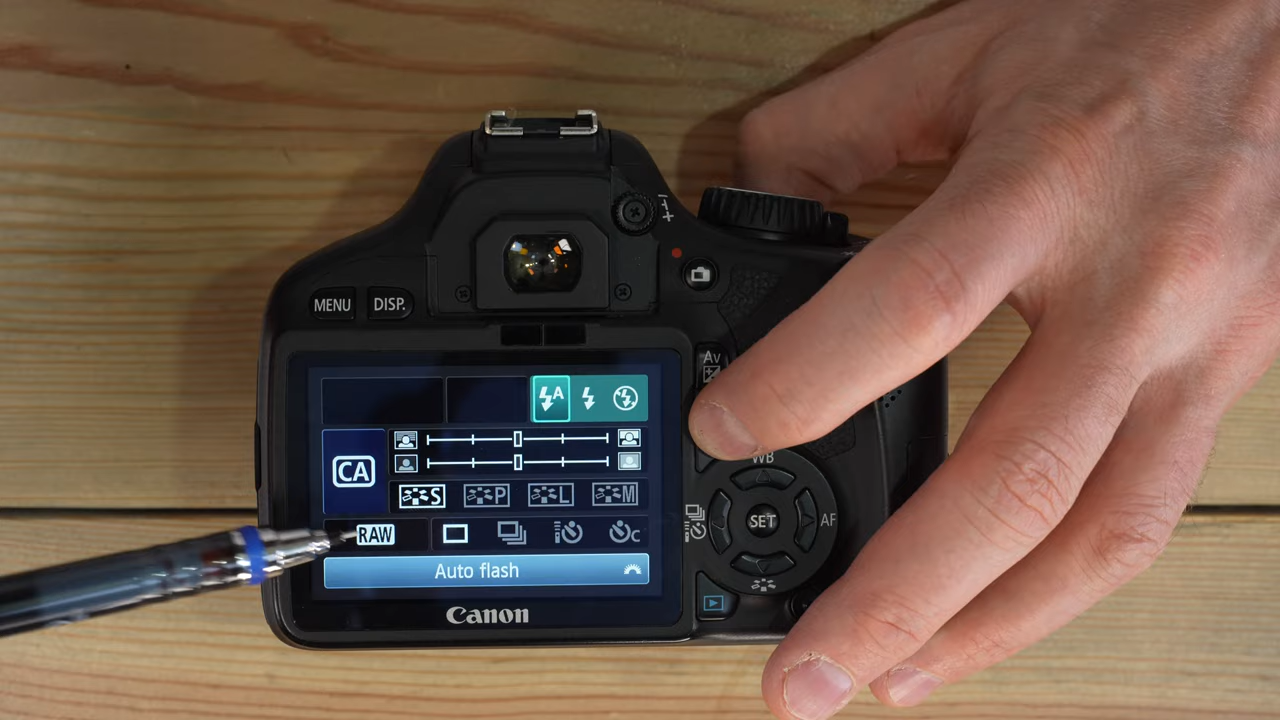 MENU DISP.
Av
A
CA
S P L M
RAW
C
Auto flash
WB
SET
AF
Canon